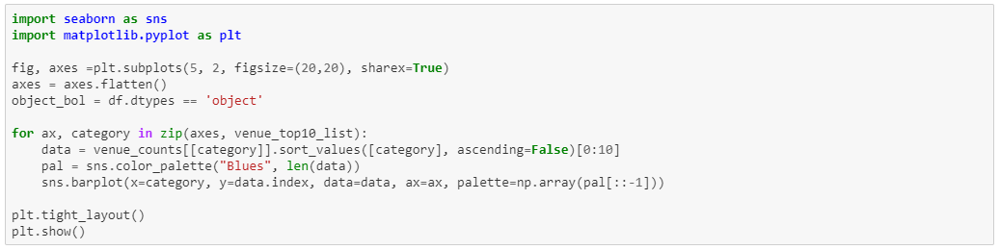 import seaborn as sns
import matplotlib.pyplot as plt

fig, axes =plt.subplots(5, 2, figsize=(20,20), sharex=True)
axes = axes.flatten()
object_bol = df.dtypes == 'object'

for ax, category in zip(axes, venue_top10_list):
    data = venue_counts[[category]].sort_values([category], ascending=False)[0:10]
    pal = sns.color_palette("Blues", len(data))
    sns.barplot(x=category, y=data.index, data=data, ax=ax, palette=np.array(pal[::-1]))

plt.tight_layout()
plt.show()